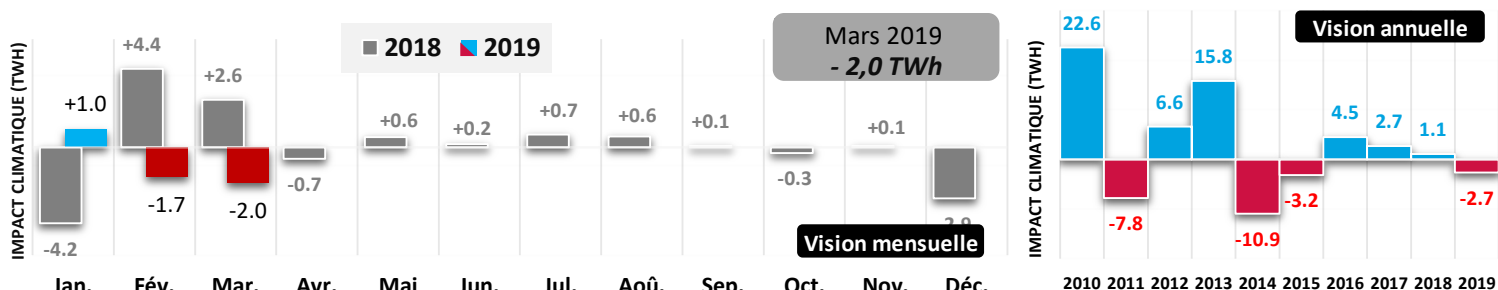 IMPACT CLIMATIQUE (TWH)
2018 2019
Mars 2019
- 2,0 TWh
+4.4
+2.6
+1.0
+0.6 +0.2 +0.7 +0.6 +0.1 +0.1
-4.2 -1.7 -2.0 -0.7 -0.3
Vision mensuelle
Jan. Fév. Mar. Avr. Mai Jun. Jul. Aoû. Sep. Oct. Nov. Déc.
IMPACT CLIMATIQUE (TWH)
Vision annuelle
22.6 -7.8 6.6 15.8 -10.9 -3.2 4.5 2.7 1.1 -2.7
2010 2011 2012 2013 2014 2015 2016 2017 2018 2019